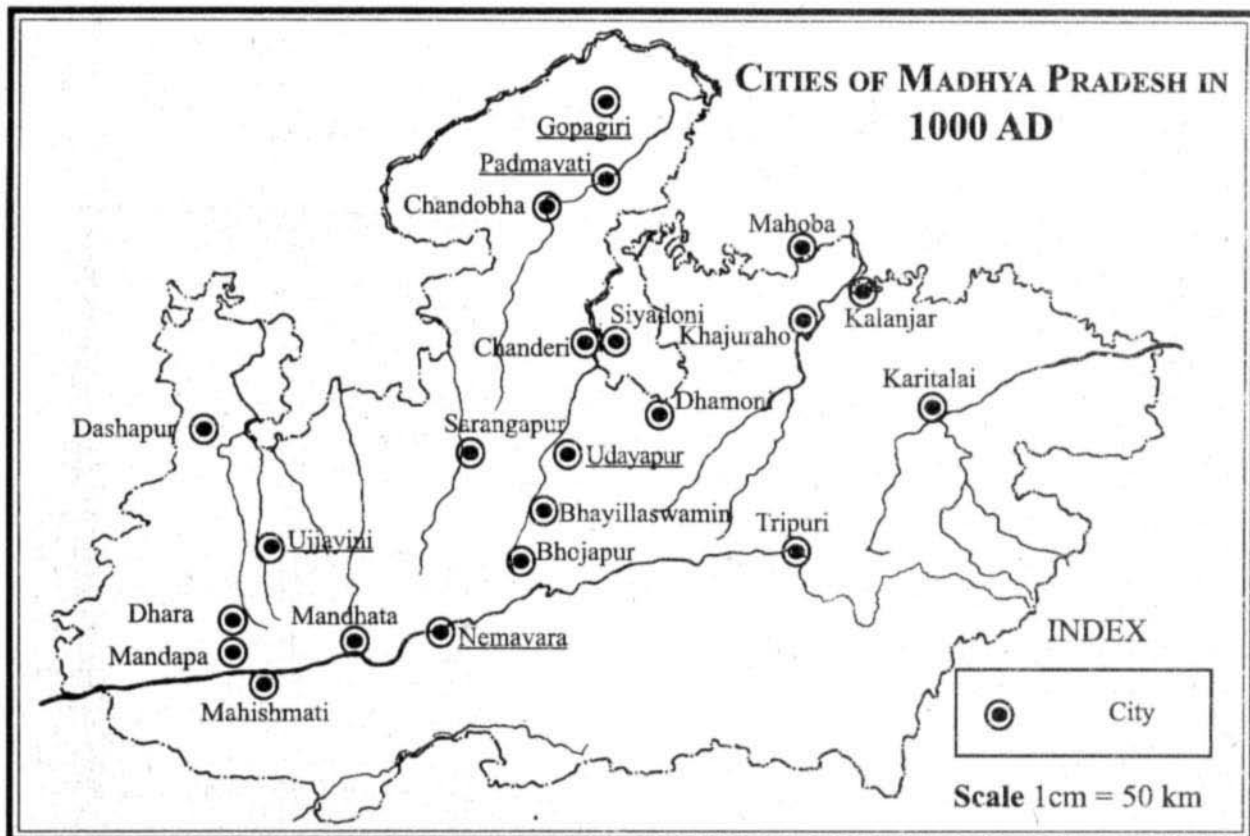 CITIES OF MADHYA PRADESH IN
1000 AD
Gopagiri
Padmavati
Chandobha
Mahoba
Siyadoni
Chanderi
Khajuraho
Kalanjar
Karitalai
Dhamoni
Dashapur
Sarangapur
Udayapur
Bhayillaswamin
Tripuri
Ujjayini
Bhojapur
Dhara
Mandhata
Nemavara
Mandapa
Mahishmati
INDEX
City
Scale 1cm = 50 km